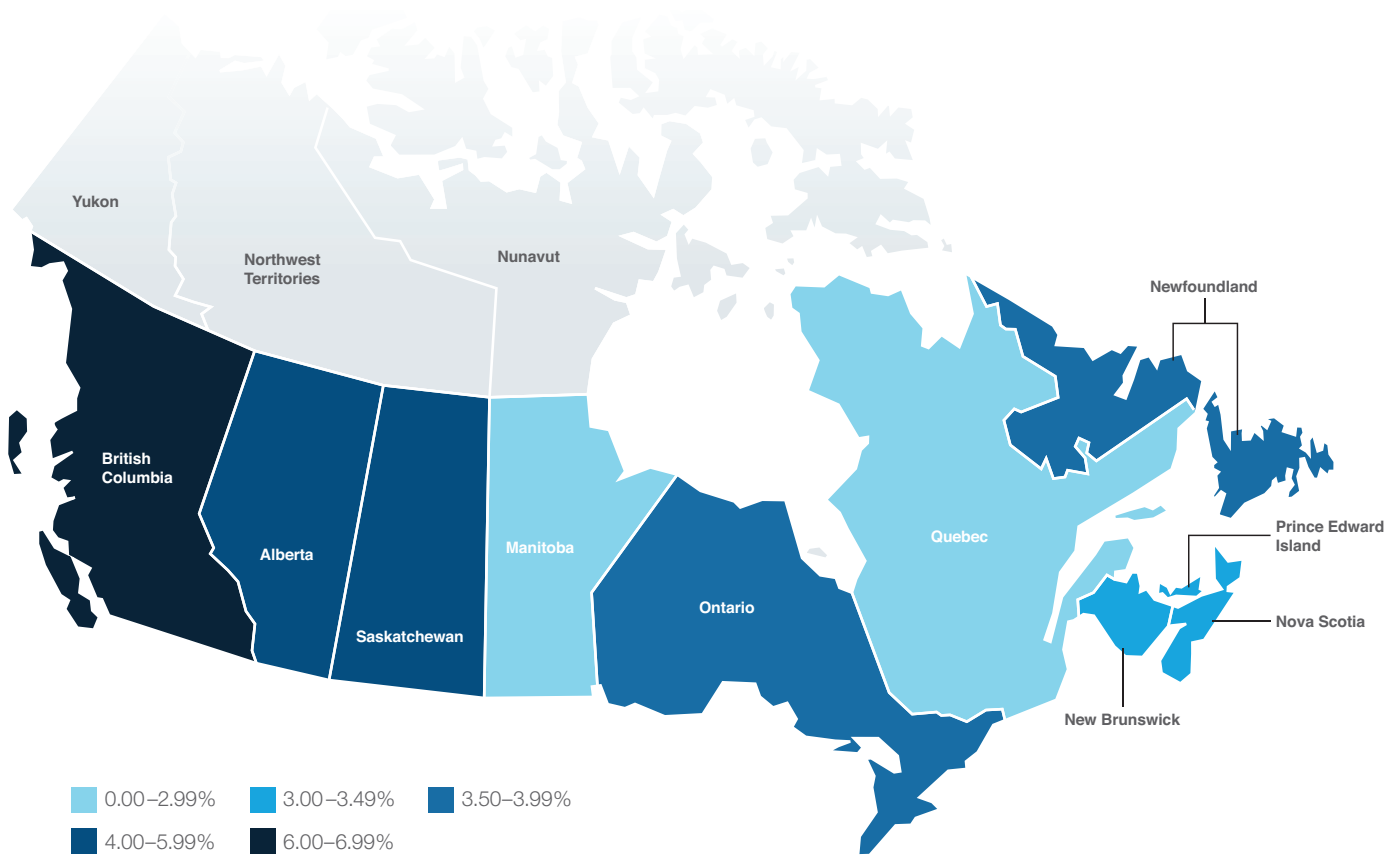 Yukon
Northwest
Territories
Nunavut
Newfoundland
British
Columbia
Alberta
Saskatchewan
Manitoba
Ontario
Quebec
Prince Edward
Island
Nova Scotia
New Brunswick
0.00–2.99%
3.00–3.49%
3.50–3.99%
4.00–5.99%
6.00–6.99%